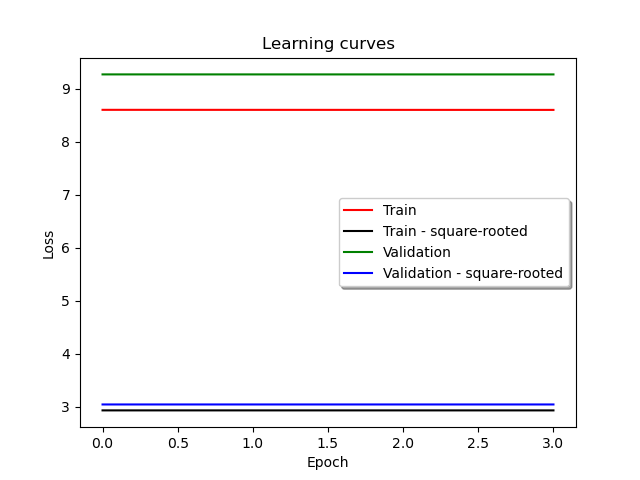 Learning curves
9
8
7
6
5
4
3
Loss
Train
Train - square-rooted
Validation
Validation - square-rooted
0.0 0.5 1.0 1.5 2.0 2.5 3.0
Epoch